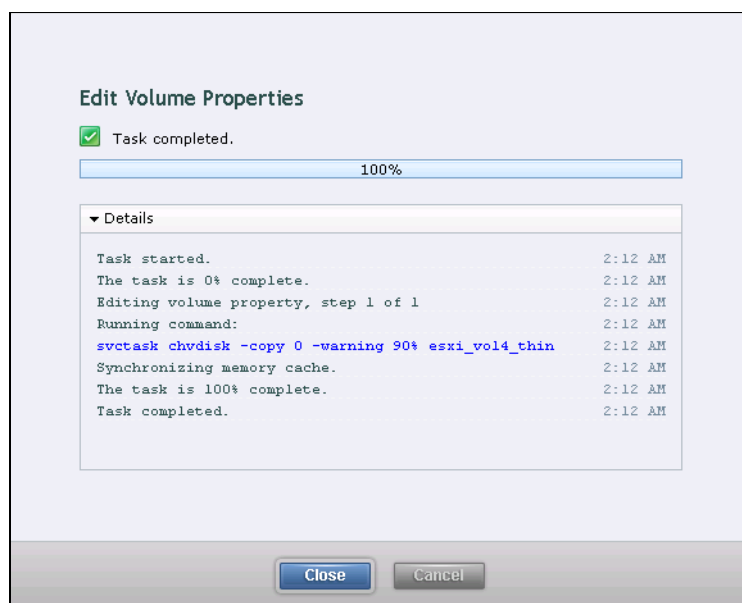 Edit Volume Properties
Task completed.
100%
Details
Task started. 2:12 AM
The task is 0% complete. 2:12 AM
Editing volume property, step 1 of 1 2:12 AM
Running command: 2:12 AM
svctask chvdisk -copy 0 -warning 90% esxi_vol4_thin 2:12 AM
Synchronizing memory cache. 2:12 AM
The task is 100% complete. 2:12 AM
Task completed. 2:12 AM
Close Cancel